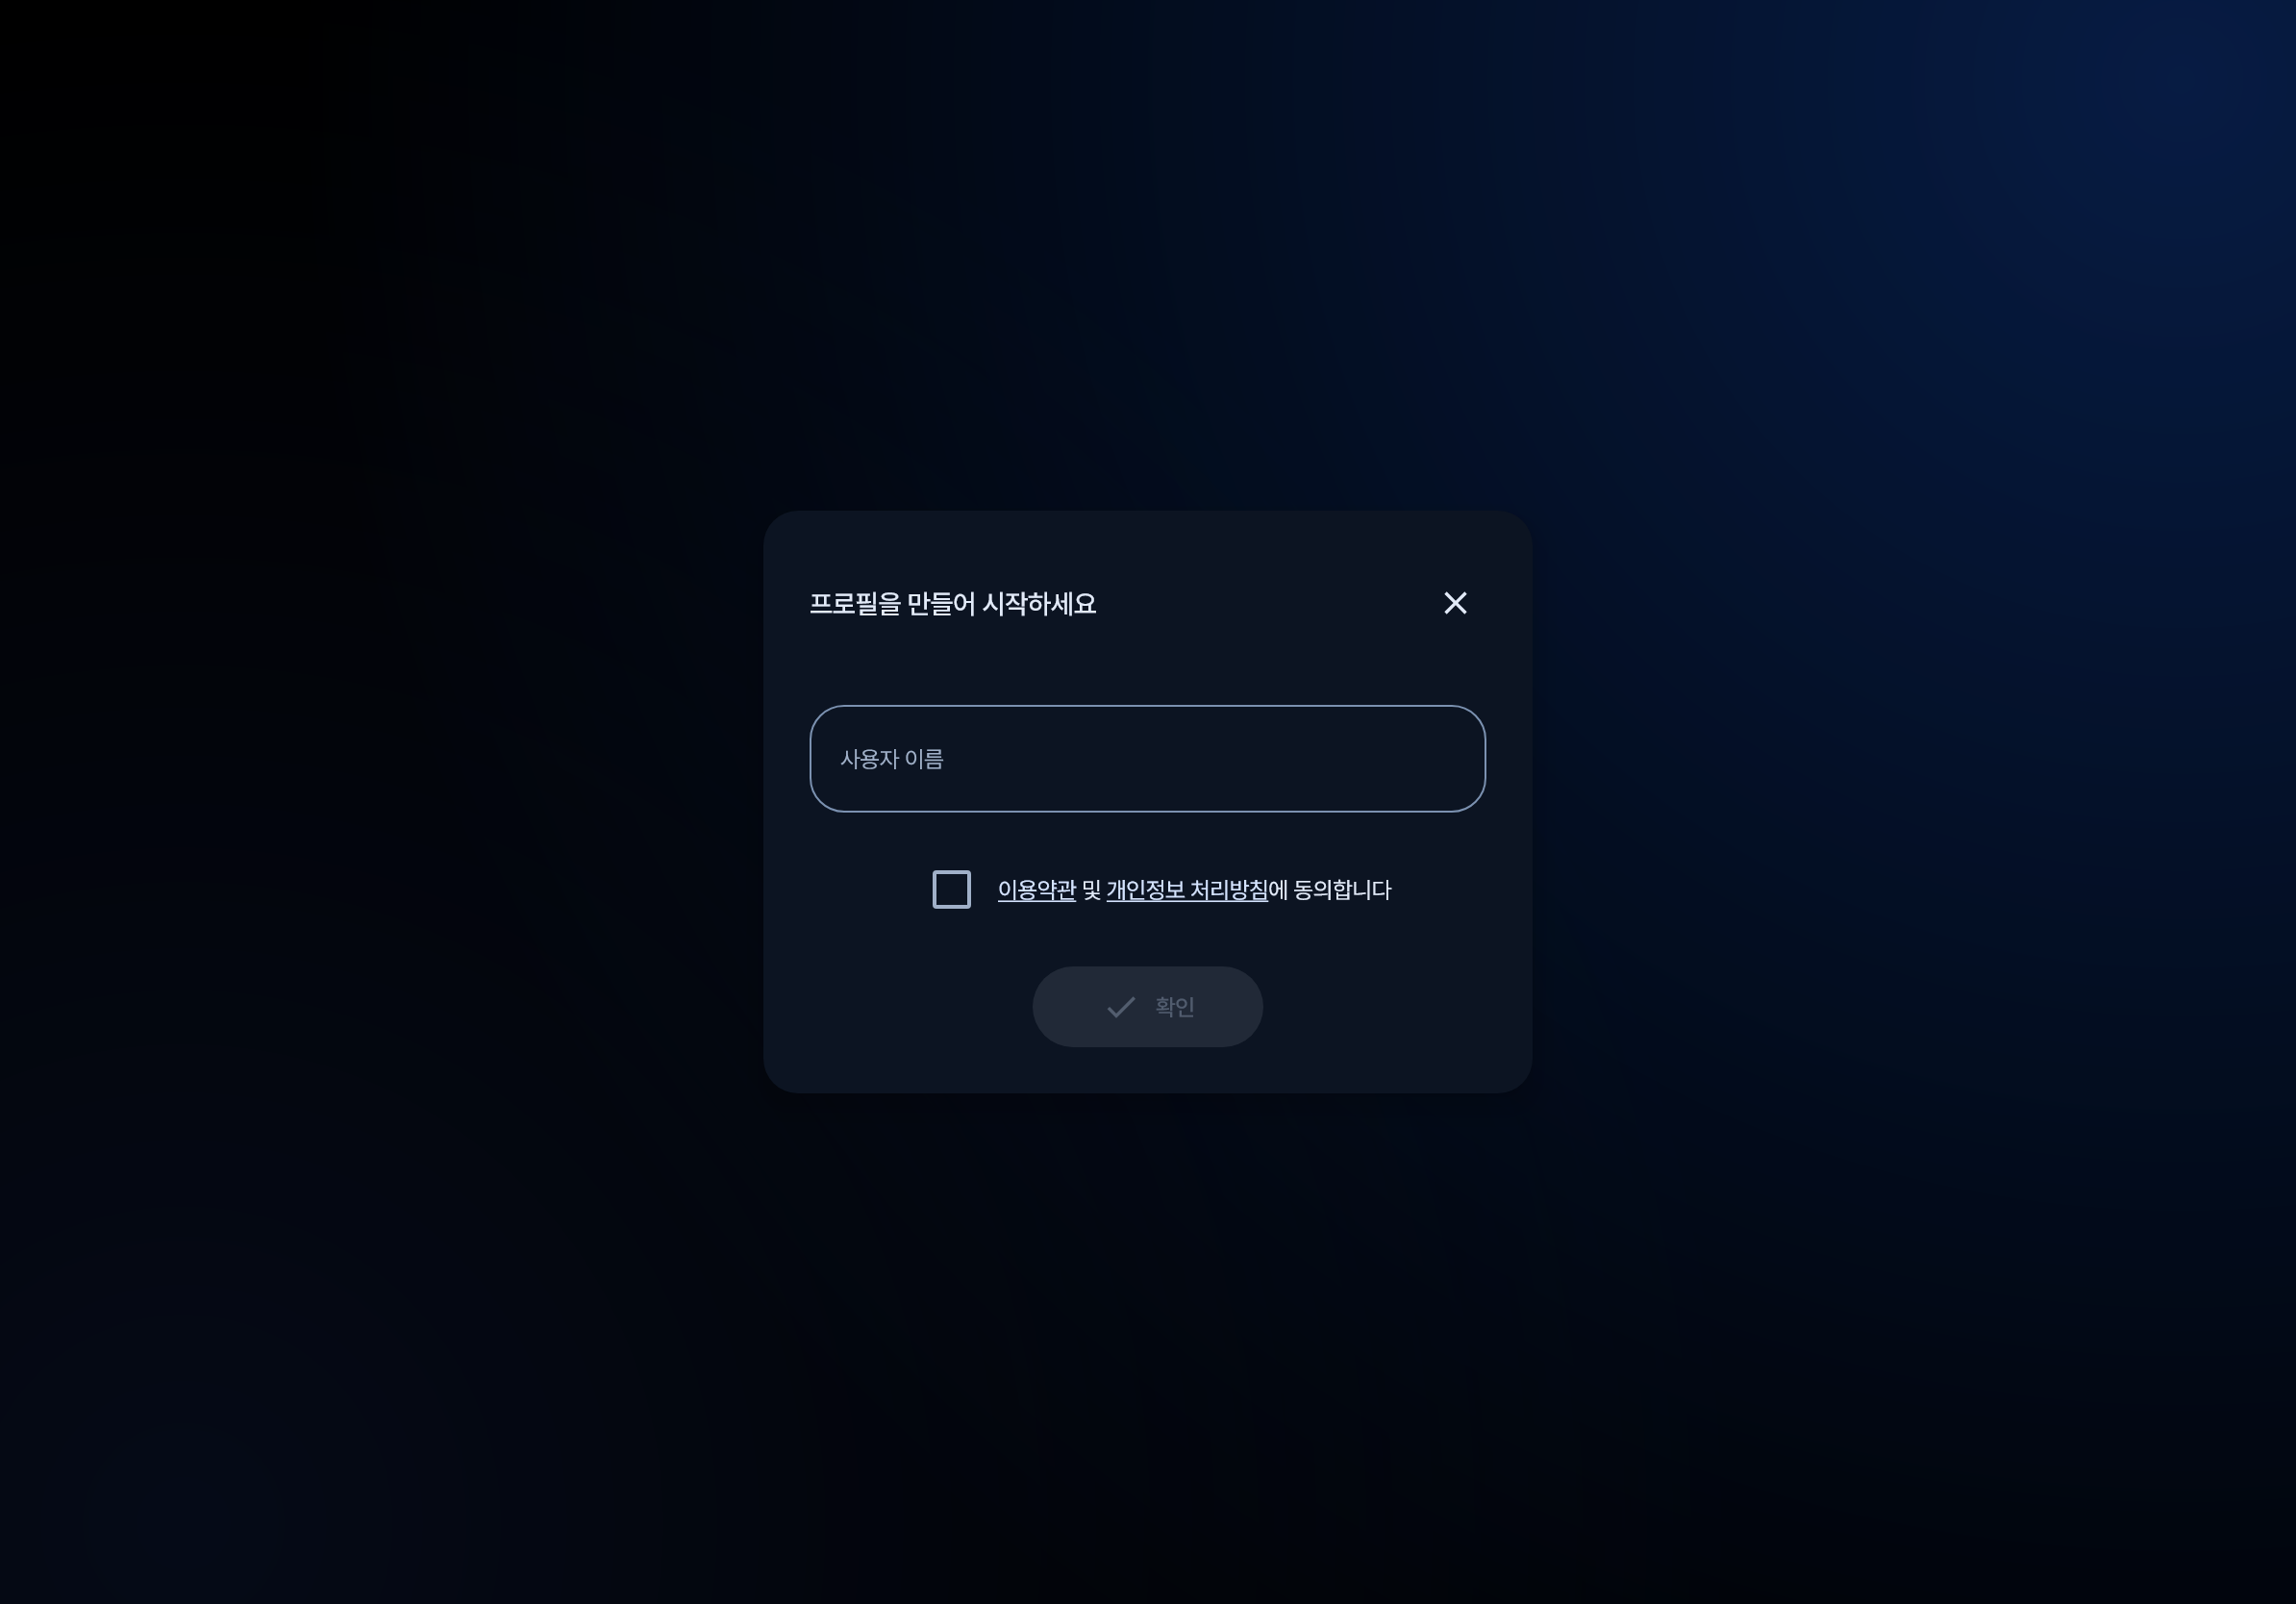 프로필을 만들어 시작하세요
사용자 이름
이용약관 및 개인정보 처리방침에 동의합니다
확인